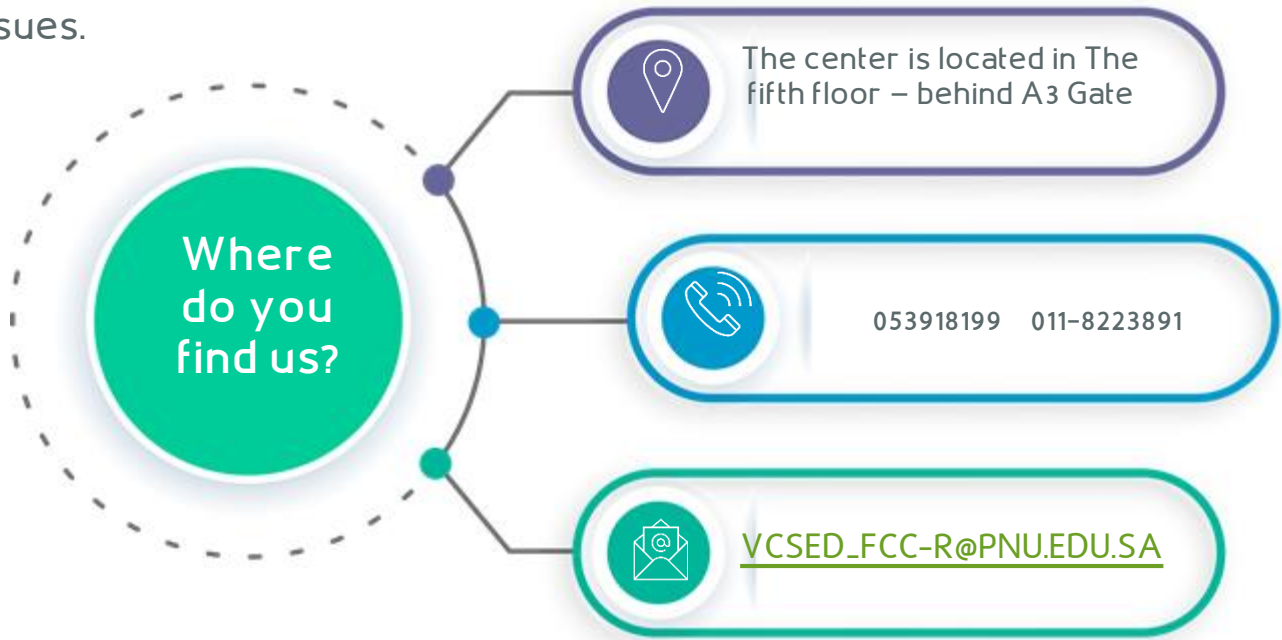 sues.
The center is located in The
fifth floor – behind A3 Gate
Where
do you
find us?
053918199 011-8223891
VCSED_FCC-R@PNU.EDU.SA